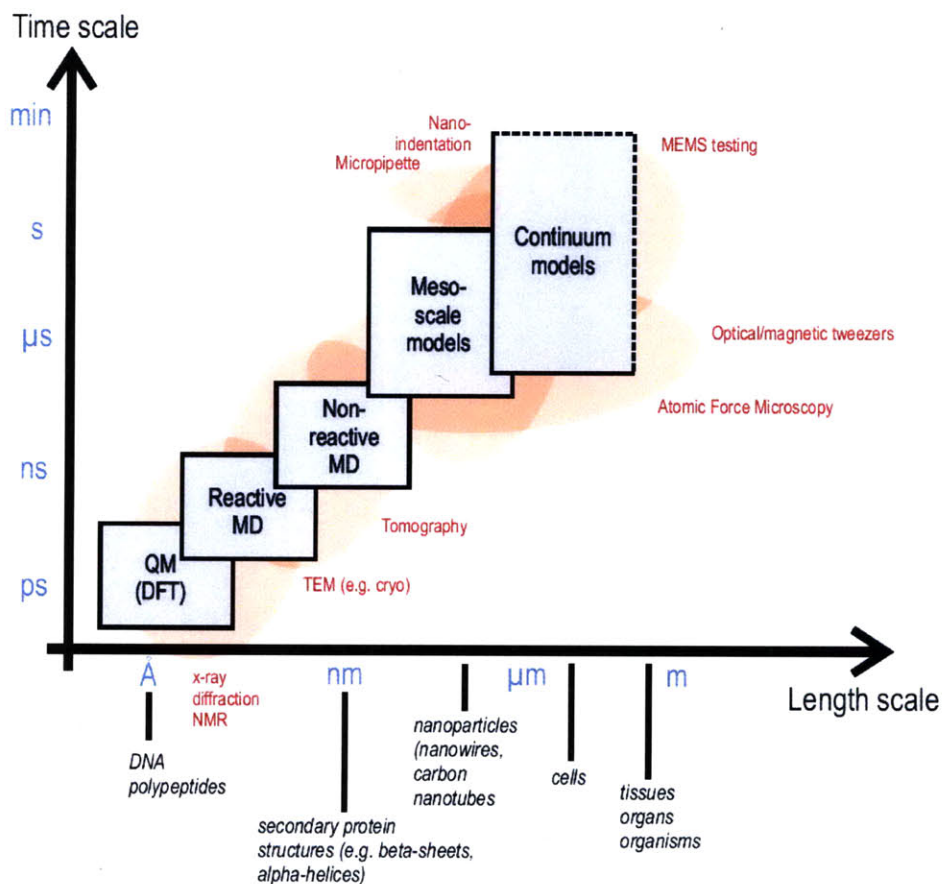 Time scale
min
s
µs
ns
ps
Nano-
indentation
Micropipette
MEMS testing
Continuum
models
Meso-
scale
models
Optical/magnetic tweezers
Atomic Force Microscopy
Non-
reactive
MD
Reactive
MD
Tomography
QM
(DFT)
TEM (e.g. cryo)
Å
x-ray
diffraction
NMR
nm
µm
m
Length scale
DNA
polypeptides
secondary protein
structures (e.g. beta-sheets,
alpha-helices)
nanoparticles
(nanowires,
carbon
nanotubes
cells
tissues
organs
organisms